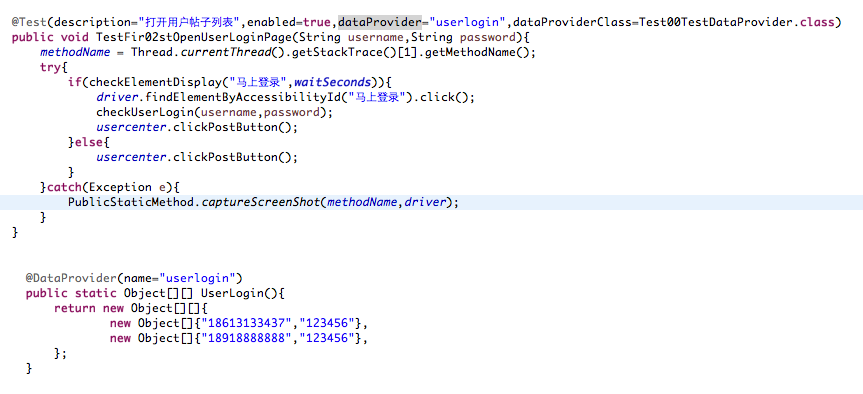 @Test(description="打开用户帖子列表",enabled=true,dataProvider="userlogin",dataProviderClass=Test00TestDataProvider.class)
public void TestFir02stOpenUserLoginPage(String username,String password){
methodName = Thread.currentThread().getStackTrace()[1].getMethodName();
try{
if(checkElementDisplay("马上登录",waitSeconds)){
driver.findElementByAccessibilityId("马上登录").click();
checkUserLogin(username,password);
usercenter.clickPostButton();
}else{
usercenter.clickPostButton();
}
}catch(Exception e){
PublicStaticMethod.captureScreenShot(methodName,driver);
}
}
@DataProvider(name="userlogin")
public static Object[][] UserLogin(){
return new Object[][]{
new Object[]{"18613133437","123456"},
new Object[]{"18918888888","123456"},
};
}